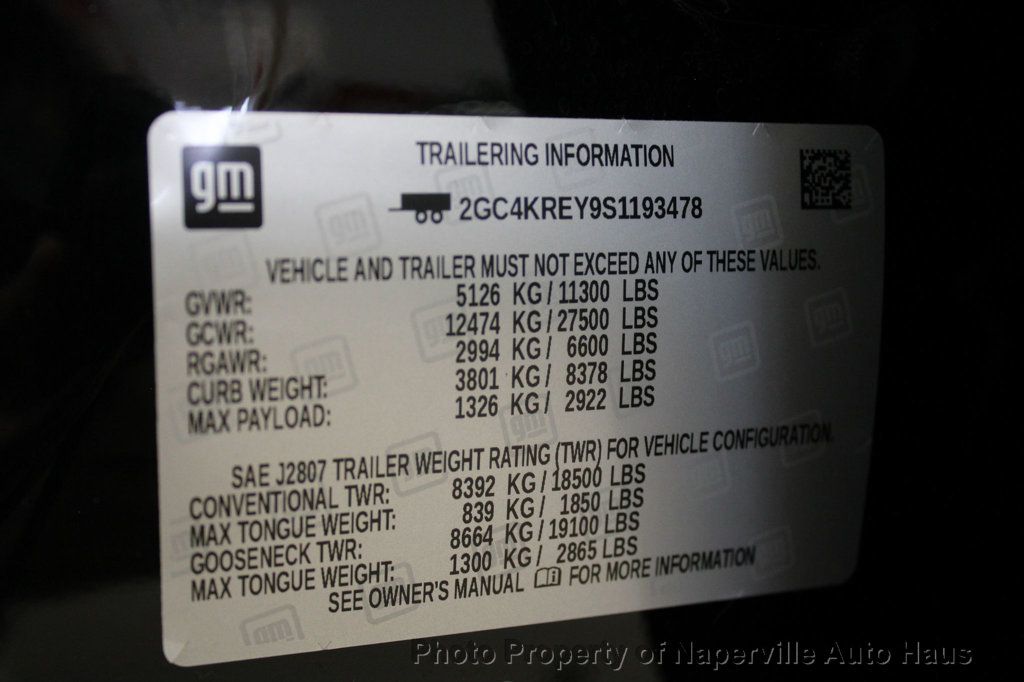 gm
TRAILERING INFORMATION
2GC4KREY9S1193478
VEHICLE AND TRAILER MUST NOT EXCEED ANY OF THESE VALUES.
GVWR: 5126 KG/11300 LBS
GCWR: 12474 KG/27500 LBS
RGAWR: 2994 KG/ 6600 LBS
CURB WEIGHT: 3801 KG/ 8378 LBS
MAX PAYLOAD: 1326 KG/ 2922 LBS
SAE J2807 TRAILER WEIGHT RATING (TWR) FOR VEHICLE CONFIGURATION.
CONVENTIONAL TWR: 8392 KG/18500 LBS
MAX TONGUE WEIGHT: 839 KG/ 1850 LBS
GOOSENECK TWR: 8664 KG/19100 LBS
MAX TONGUE WEIGHT: 1300 KG/ 2865 LBS
SEE OWNER'S MANUAL FOR MORE INFORMATION
Photo Property of Naperville Auto Haus